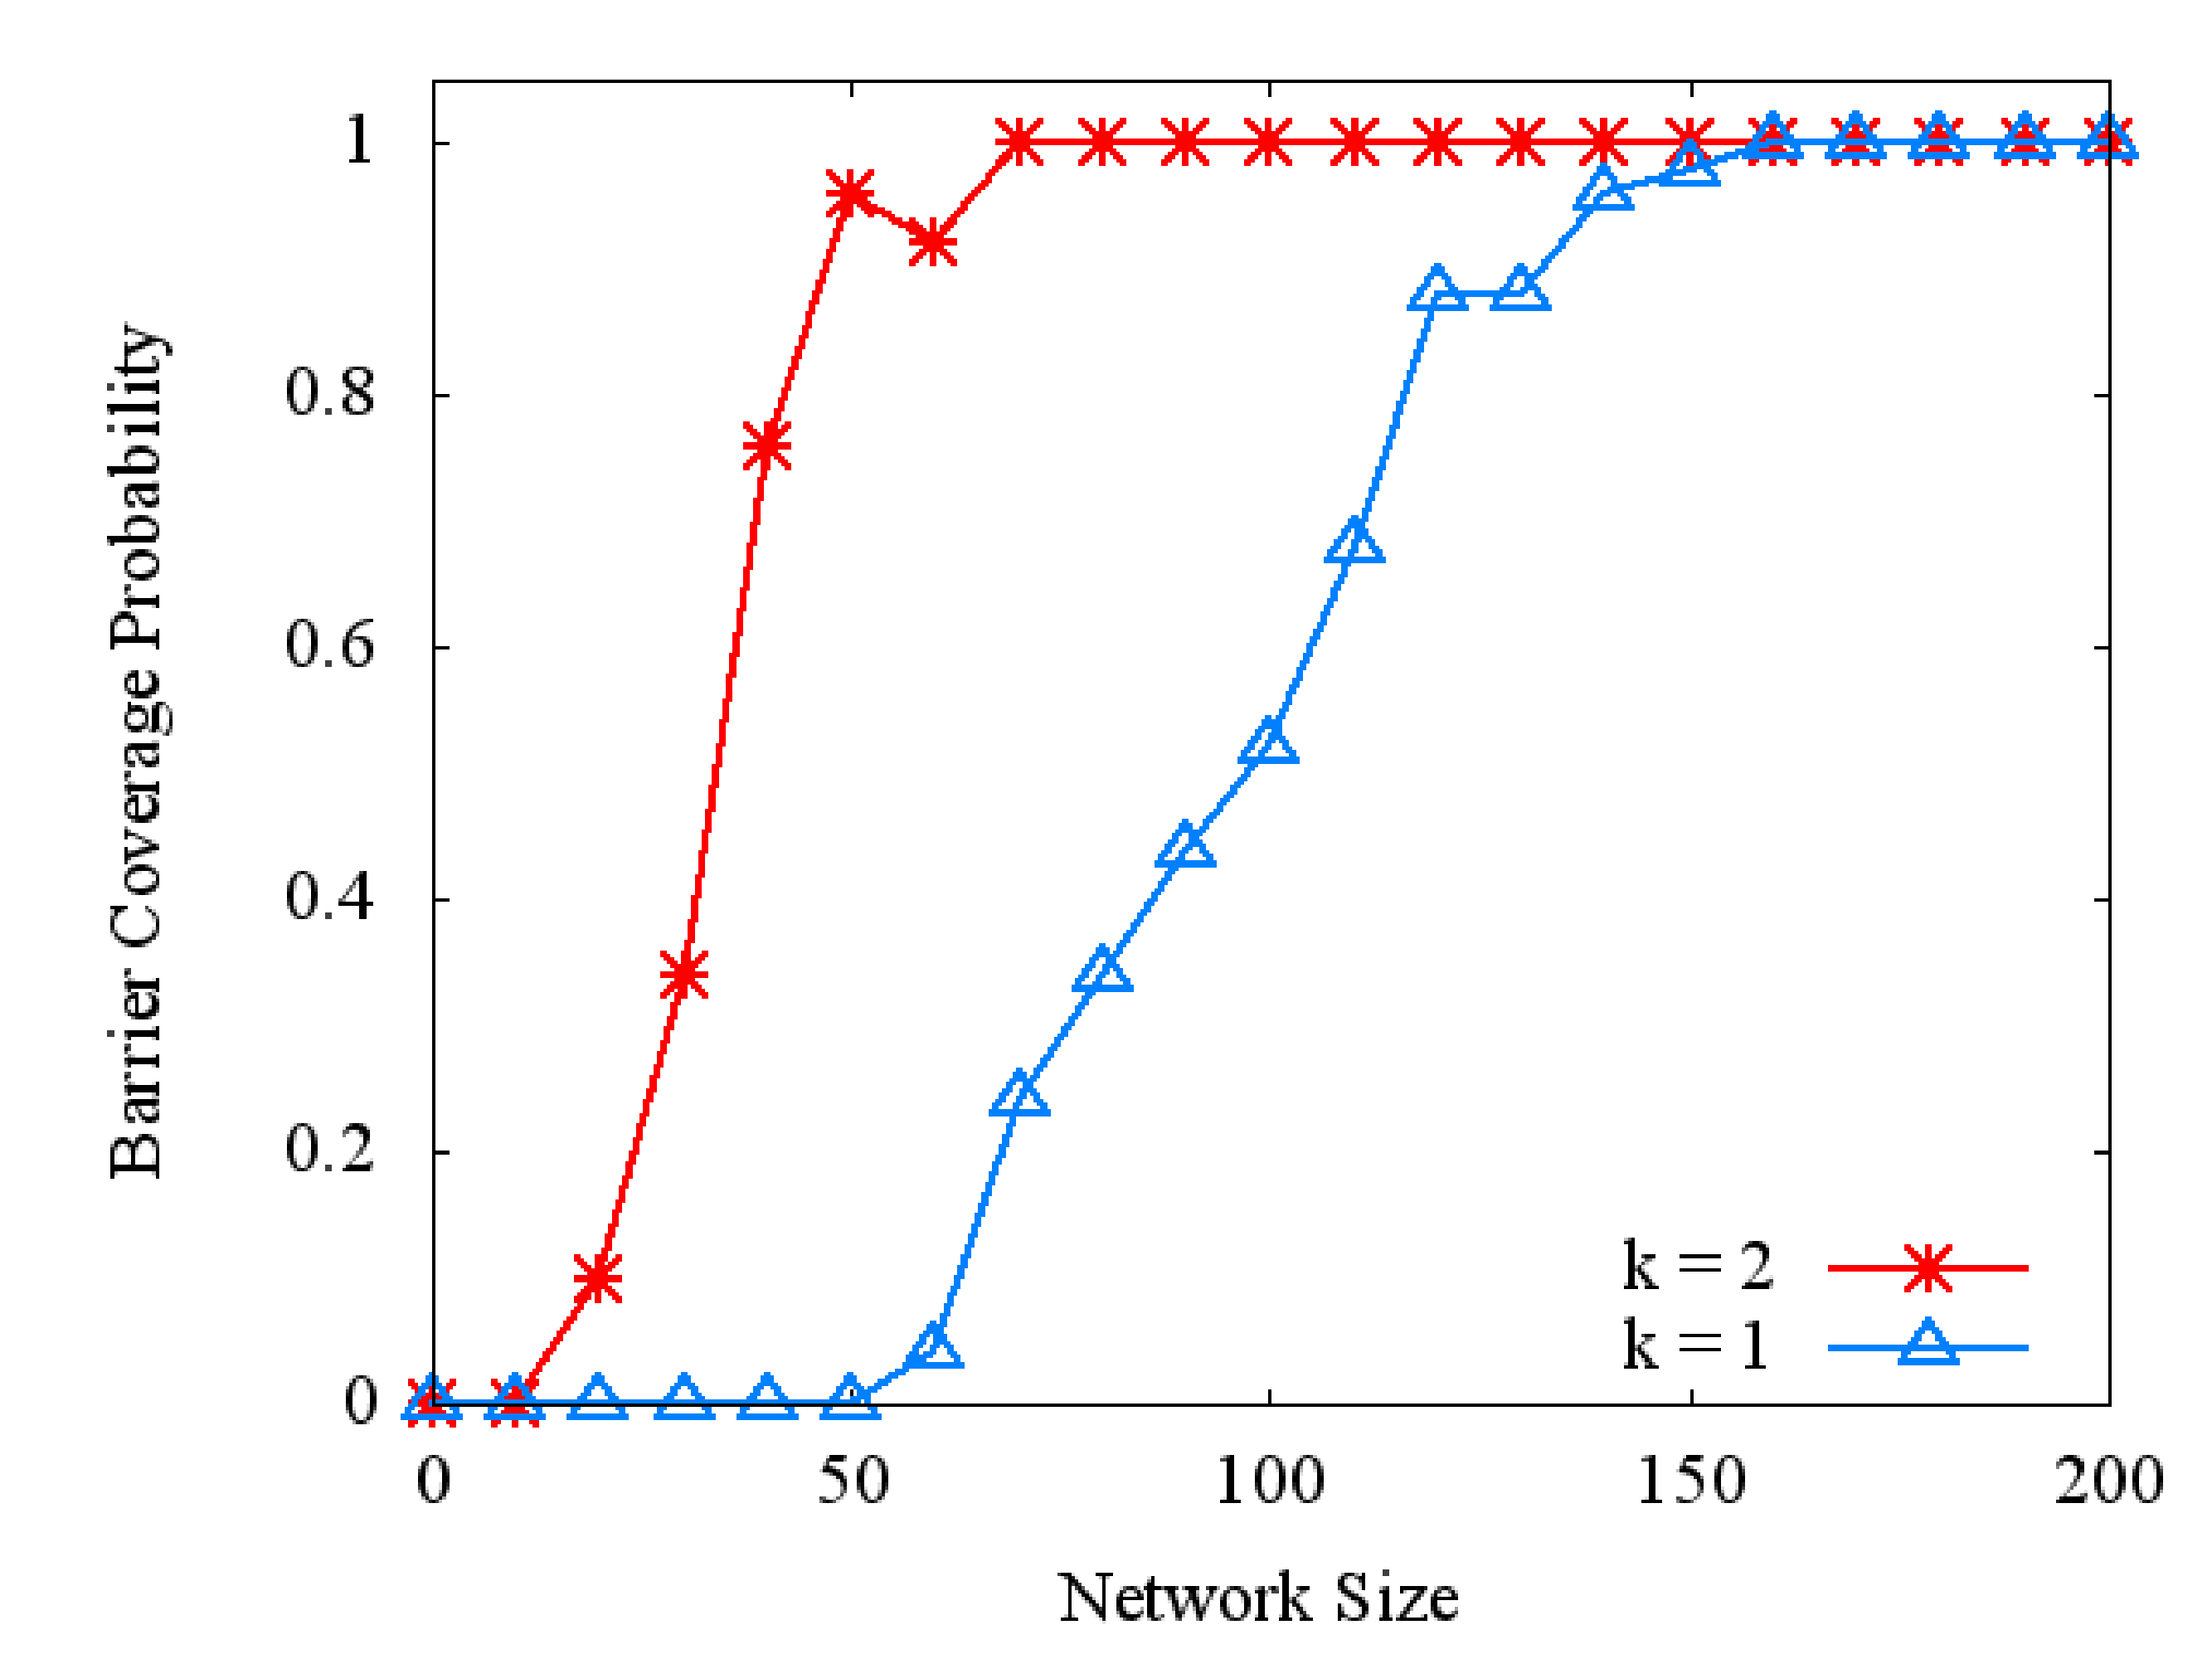 Barrier Coverage Probability
1
0.8
0.6
0.4
0.2
0
k = 2
k = 1
0 50 100 150 200
Network Size